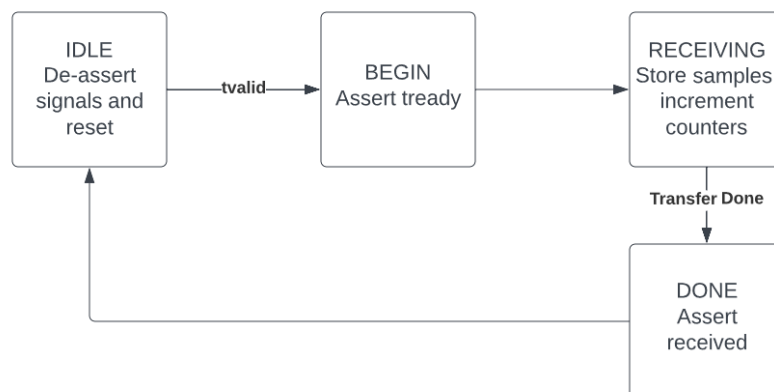 IDLE
De-assert
signals and
reset
tvalid
BEGIN
Assert tready
RECEIVING
Store samples
increment
counters
Transfer Done
DONE
Assert
received